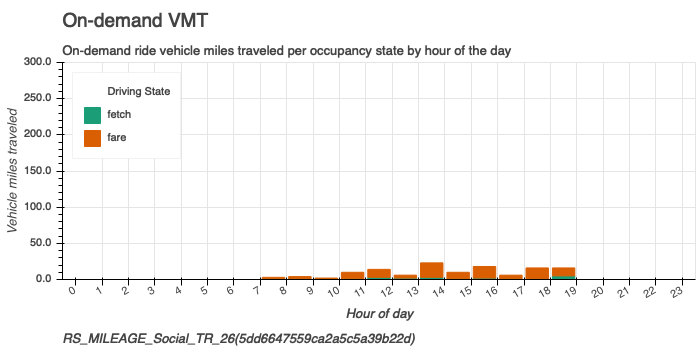 On-demand VMT
On-demand ride vehicle miles traveled per occupancy state by hour of the day
Vehicle miles traveled
300.0
250.0
200.0
150.0
100.0
50.0
0.0
Driving State
fetch
fare
0 1 2 3 4 5 6 7 8 9 10 11 12 13 14 15 16 17 18 19 20 21 22 23
Hour of day
RS_MILEAGE_Social_TR_26(5dd6647559ca2a5c5a39b22d)